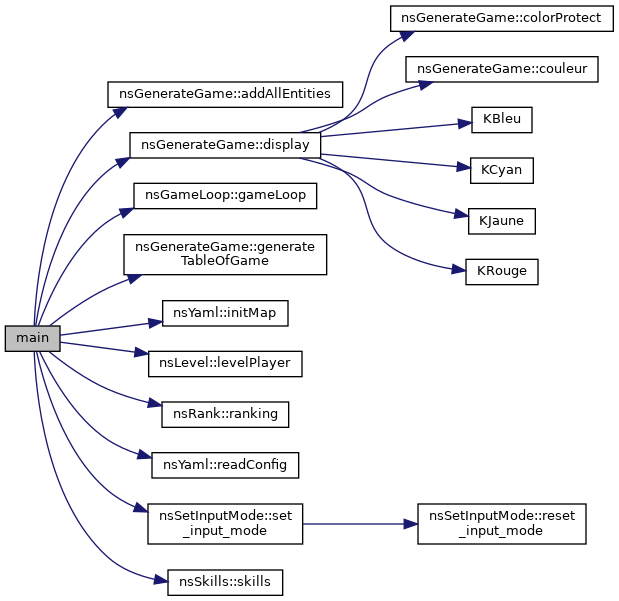 main
nsGenerateGame::addAllEntities
nsGenerateGame::display
nsGameLoop::gameLoop
nsGenerateGame::generate
TableOfGame
nsYaml::initMap
nsLevel::levelPlayer
nsRank::ranking
nsYaml::readConfig
nsSetInputMode::set
_input_mode
nsSkills::skills
nsGenerateGame::colorProtect
nsGenerateGame::couleur
KBleu
KCyan
KJaune
KRouge
nsSetInputMode::reset
_input_mode